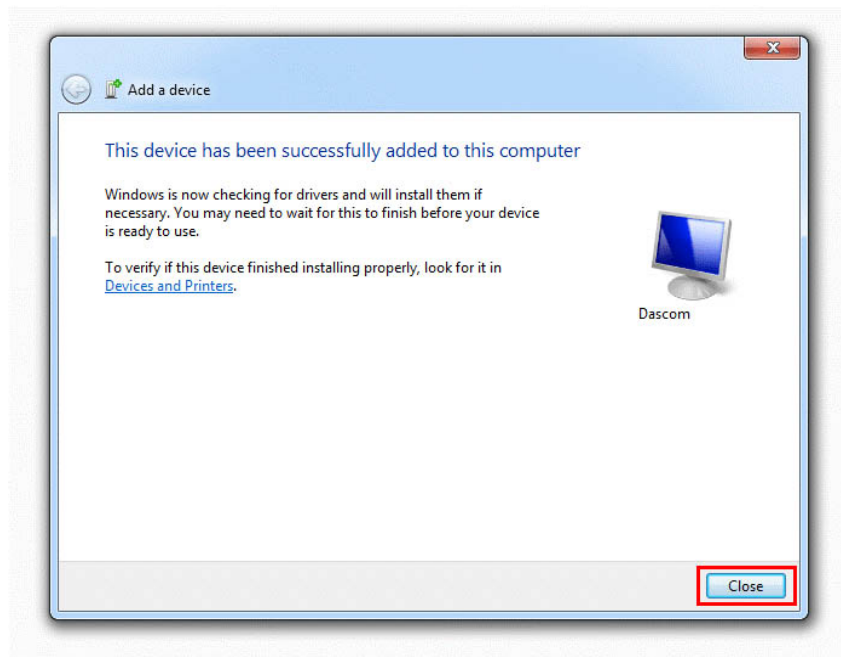 Add a device
This device has been successfully added to this computer
Windows is now checking for drivers and will install them if
necessary. You may need to wait for this to finish before your device
is ready to use.
To verify if this device finished installing properly, look for it in
Devices and Printers.
Dascom
Close